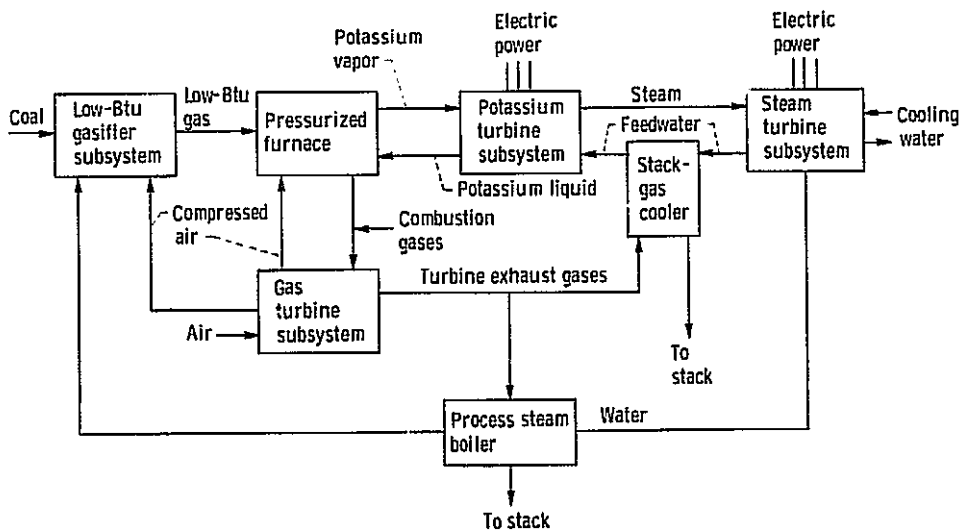 Electric
power
Electric
power
Potassium
vapor
Coal
Low-Btu
gasifier
subsystem
Low-Btu
gas
Pressurized
furnace
Potassium
turbine
subsystem
Steam
Steam
turbine
subsystem
Cooling
water
Feedwater
Potassium liquid
Stack-
gas
cooler
Compressed
air
Combustion
gases
Gas
turbine
subsystem
Turbine exhaust gases
Air
To
stack
Process steam
boiler
Water
To stack